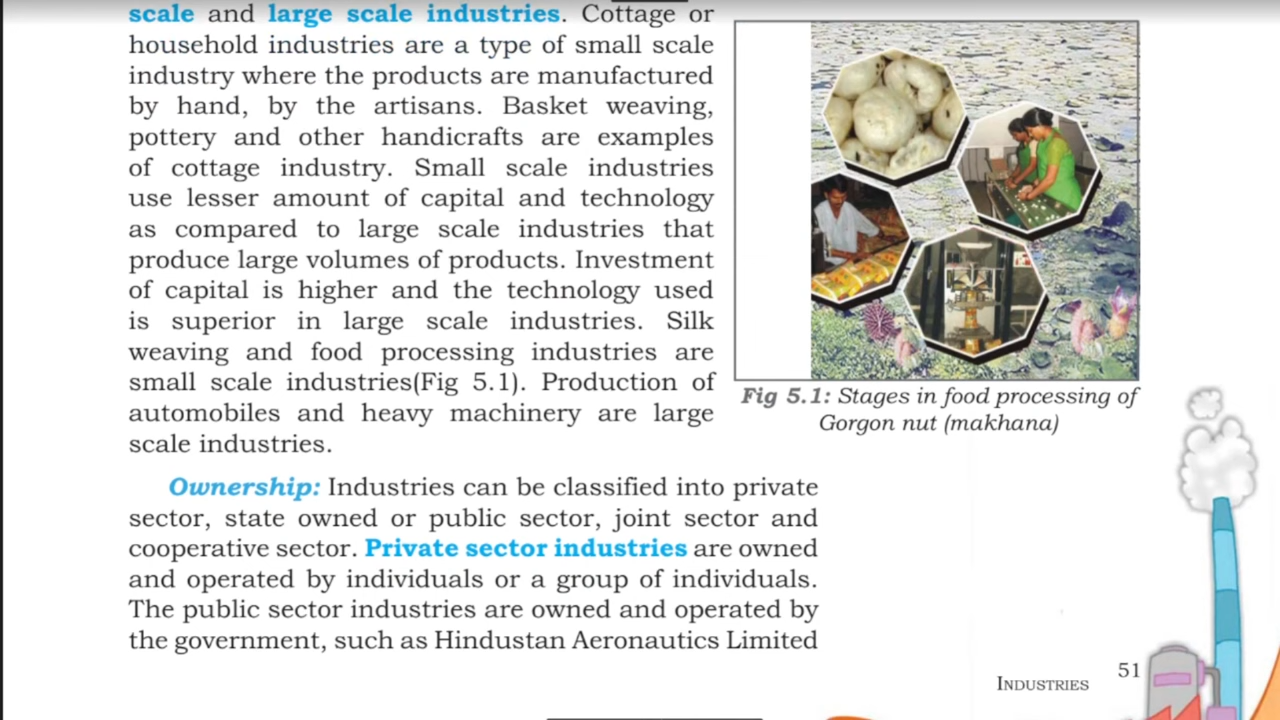 scale and large scale industries. Cottage or
household industries are a type of small scale
industry where the products are manufactured
by hand, by the artisans. Basket weaving,
pottery and other handicrafts are examples
of cottage industry. Small scale industries
use lesser amount of capital and technology
as compared to large scale industries that
produce large volumes of products. Investment
of capital is higher and the technology used
is superior in large scale industries. Silk
weaving and food processing industries are
small scale industries(Fig 5.1). Production of
automobiles and heavy machinery are large
scale industries.
Fig 5.1: Stages in food processing of
Gorgon nut (makhana)
Ownership: Industries can be classified into private
sector, state owned or public sector, joint sector and
cooperative sector. Private sector industries are owned
and operated by individuals or a group of individuals.
The public sector industries are owned and operated by
the government, such as Hindustan Aeronautics Limited
INDUSTRIES 51